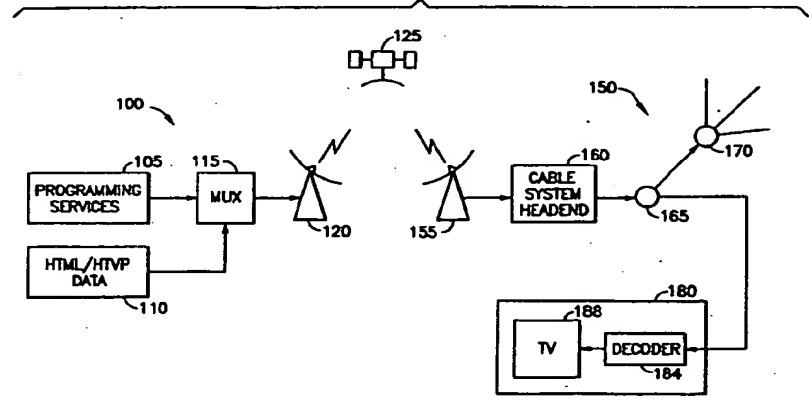 125
100
150
105
115
160
170
PROGRAMMING
SERVICES
MUX
CABLE
SYSTEM
HEADEND
120
155
165
HTML/HTVP
DATA
110
180
188
TV
DECODER
184